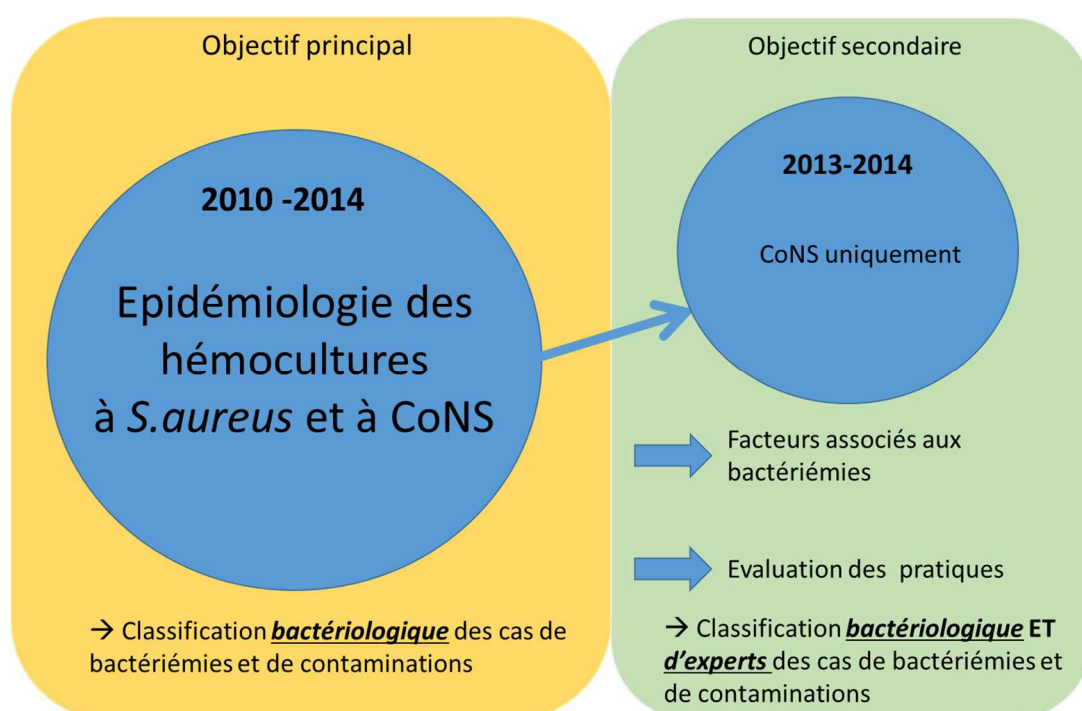 Objectif principal
2010 -2014
Epidémiologie des
hémocultures
à S.aureus et à CoNS
→ Classification bactériologique des cas de
bactériémies et de contaminations
Objectif secondaire
2013-2014
CoNS uniquement
Facteurs associés aux
bactériémies
Evaluation des pratiques
→ Classification bactériologique ET
d'experts des cas de bactériémies et
de contaminations